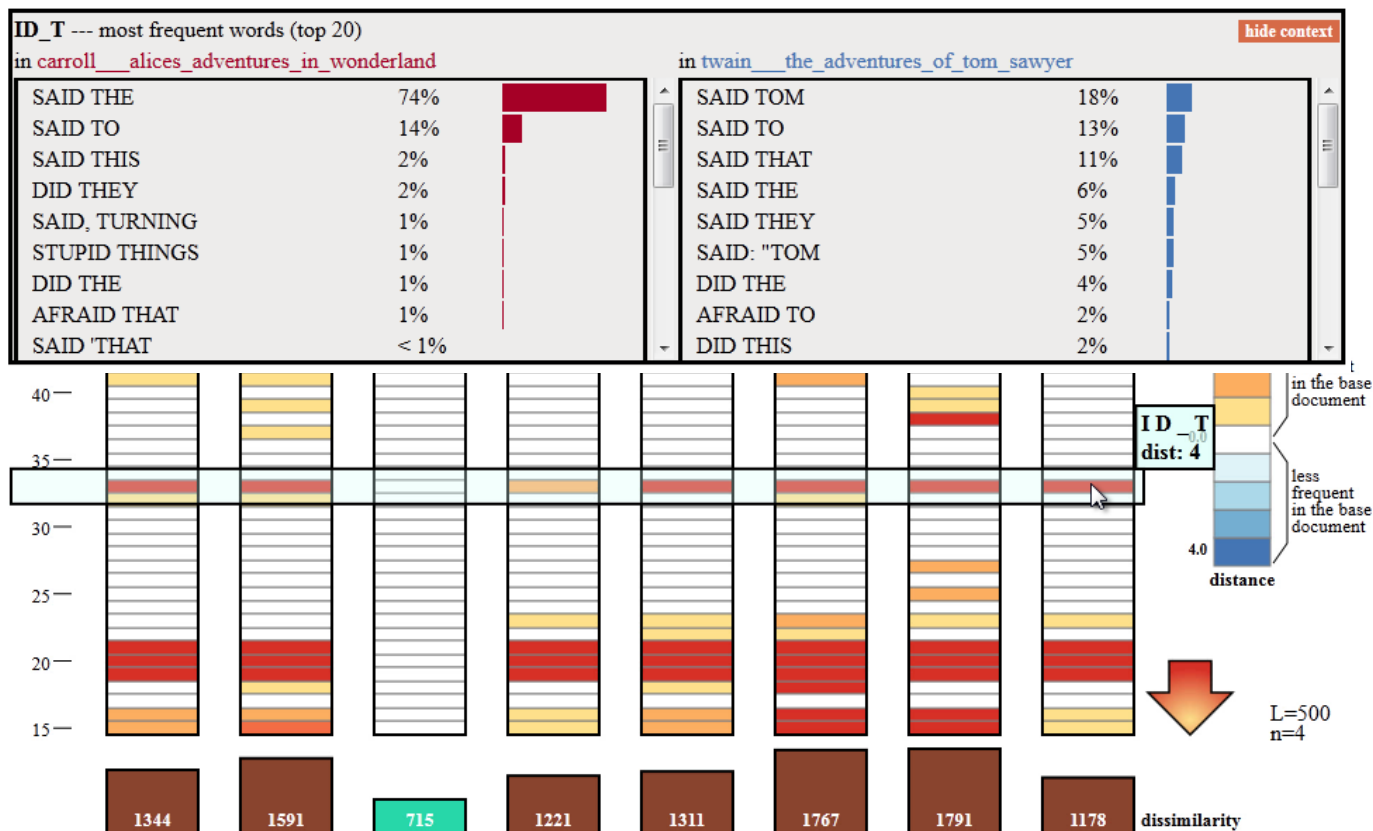 ID_T --- most frequent words (top 20)
hide context
in carroll___alices_adventures_in_wonderland
in twain___the_adventures_of_tom_sawyer
SAID THE 74%
SAID TO 14%
SAID THIS 2%
DID THEY 2%
SAID, TURNING 1%
STUPID THINGS 1%
DID THE 1%
AFRAID THAT 1%
SAID 'THAT < 1%
SAID TOM 18%
SAID TO 13%
SAID THAT 11%
SAID THE 6%
SAID THEY 5%
SAID: "TOM 5%
DID THE 4%
AFRAID TO 2%
DID THIS 2%
40
35
30
25
20
15
I D _ T
dist: 4
0.0
t
in the base
document
less
frequent
in the base
document
4.0
distance
L=500
n=4
1344 1591 715 1221 1311 1767 1791 1178 dissimilarity